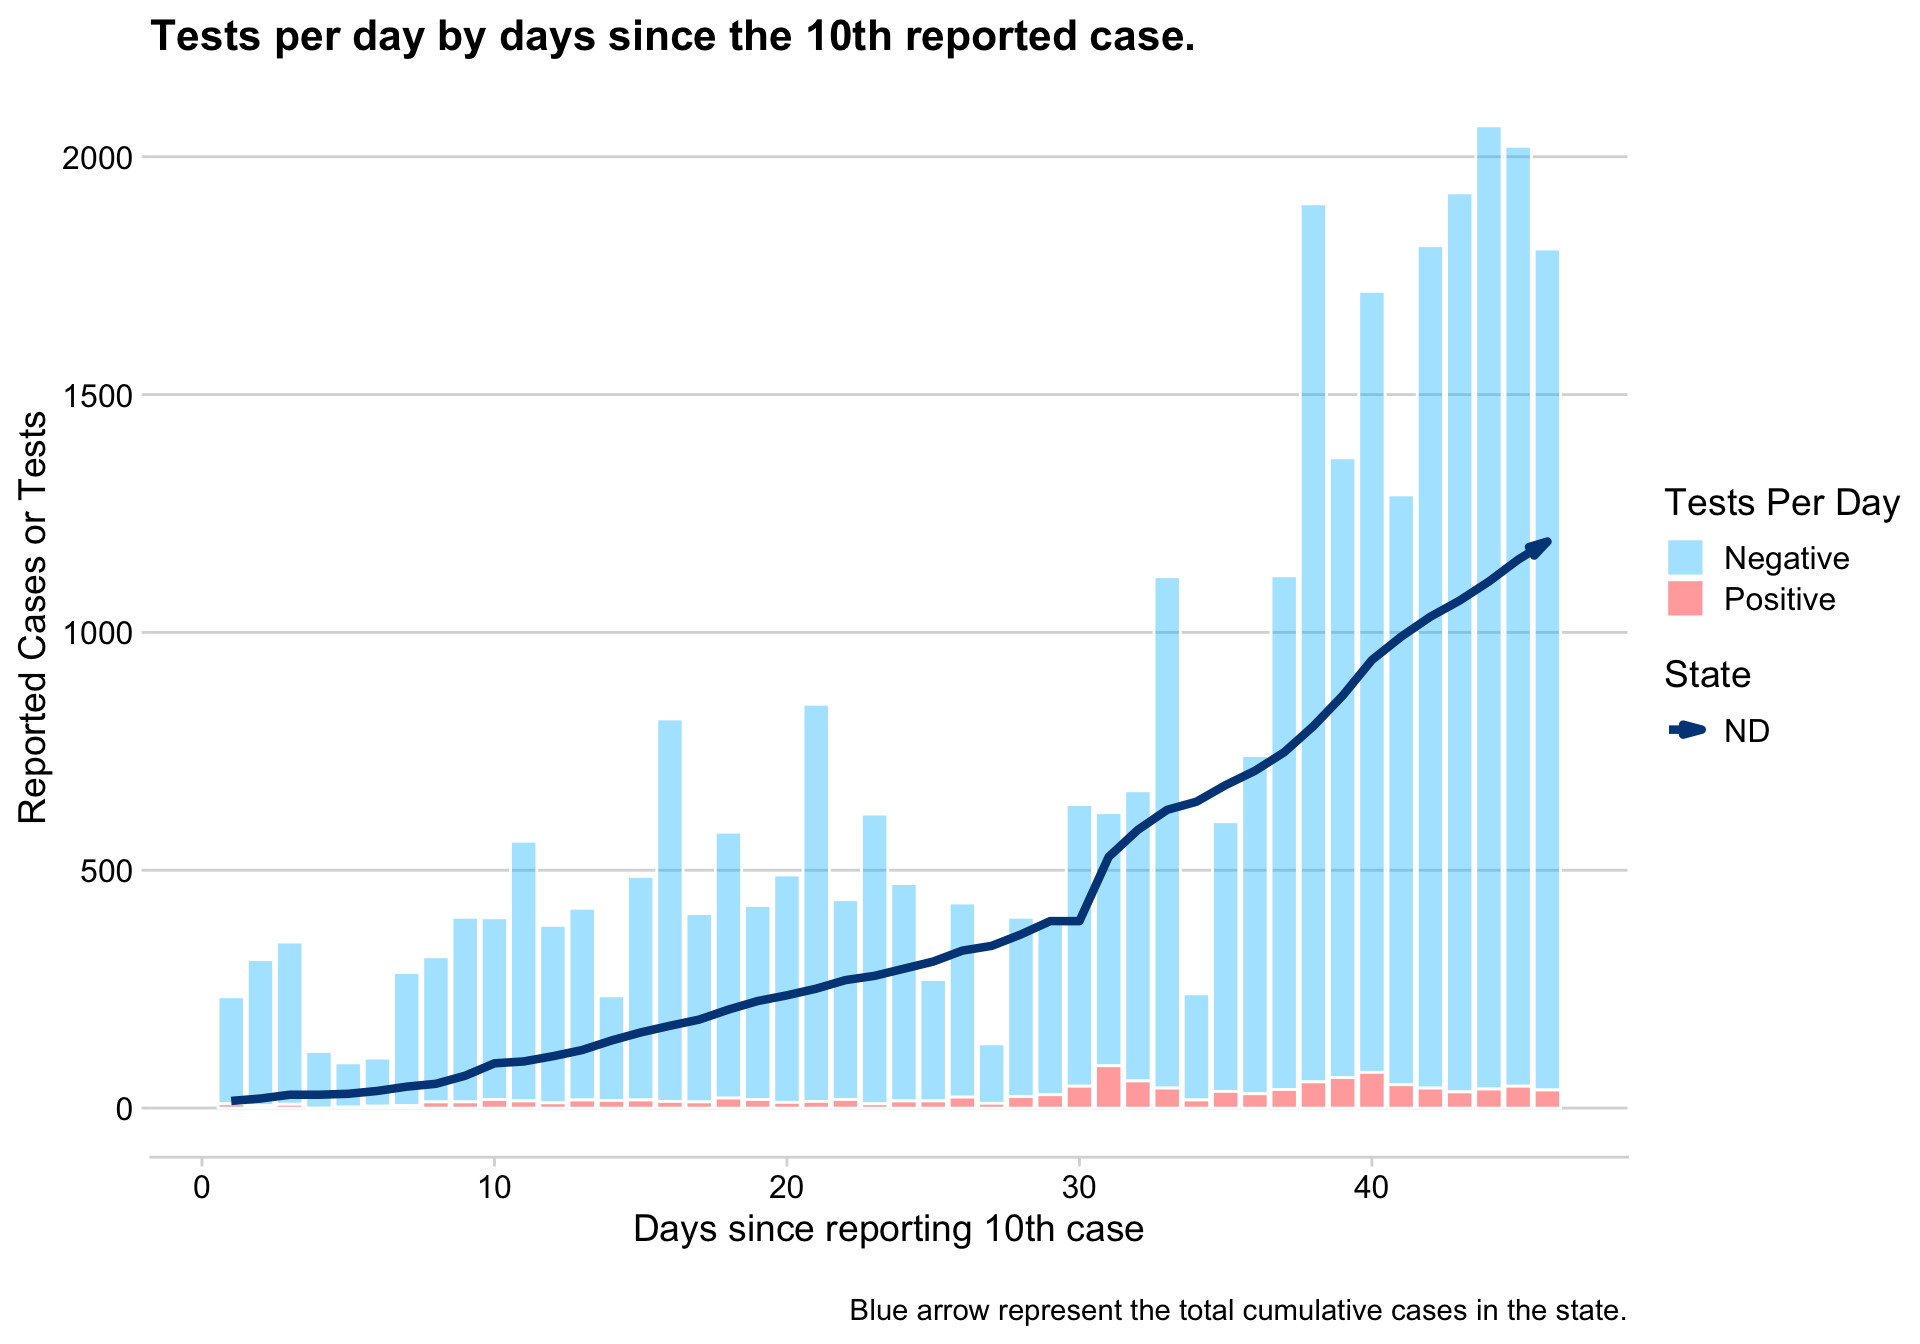 Tests per day by days since the 10th reported case.
2000
1500
1000
500
0
Reported Cases or Tests
0 10 20 30 40
Days since reporting 10th case
Tests Per Day
Negative
Positive
State
ND
Blue arrow represent the total cumulative cases in the state.